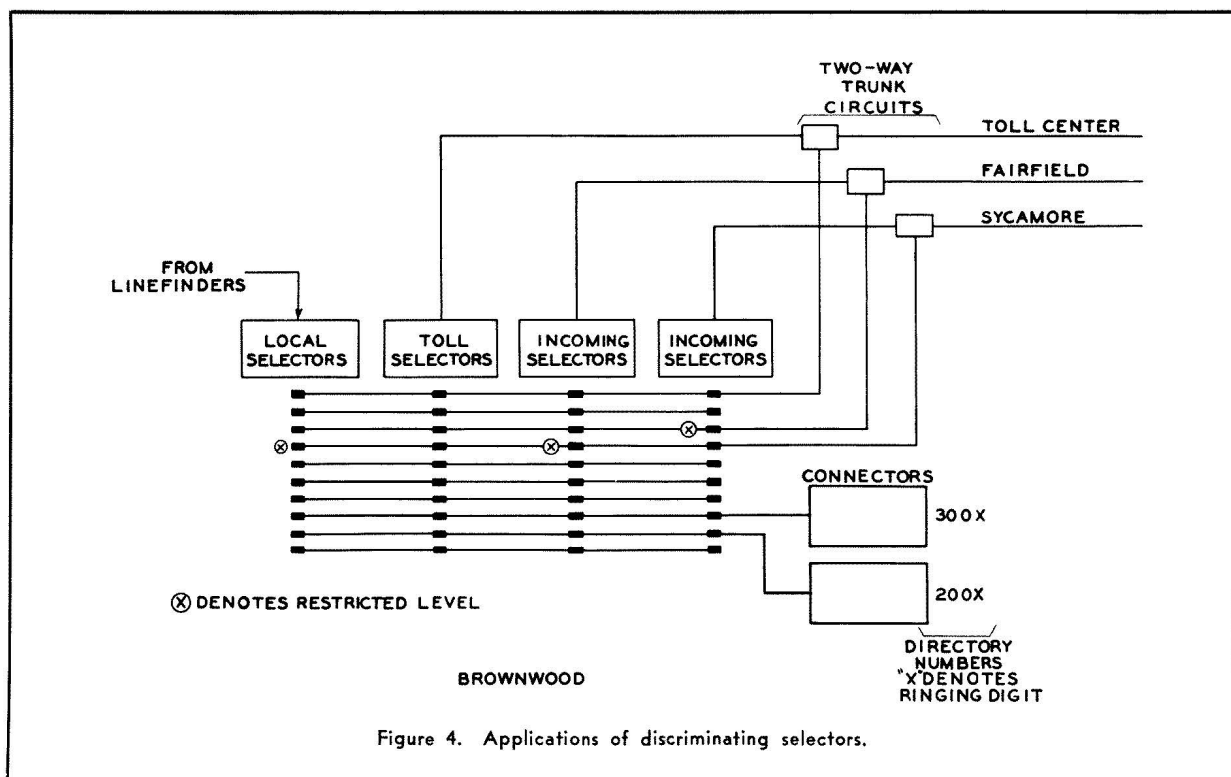 TWO-WAY
TRUNK
CIRCUITS
TOLL CENTER
FAIRFIELD
SYCAMORE
FROM
LINEFINDERS
LOCAL
SELECTORS
TOLL
SELECTORS
INCOMING
SELECTORS
INCOMING
SELECTORS
X
X
X
CONNECTORS
300X
200X
X DENOTES RESTRICTED LEVEL
DIRECTORY
NUMBERS
"X" DENOTES
RINGING DIGIT
BROWNWOOD
Figure 4. Applications of discriminating selectors.